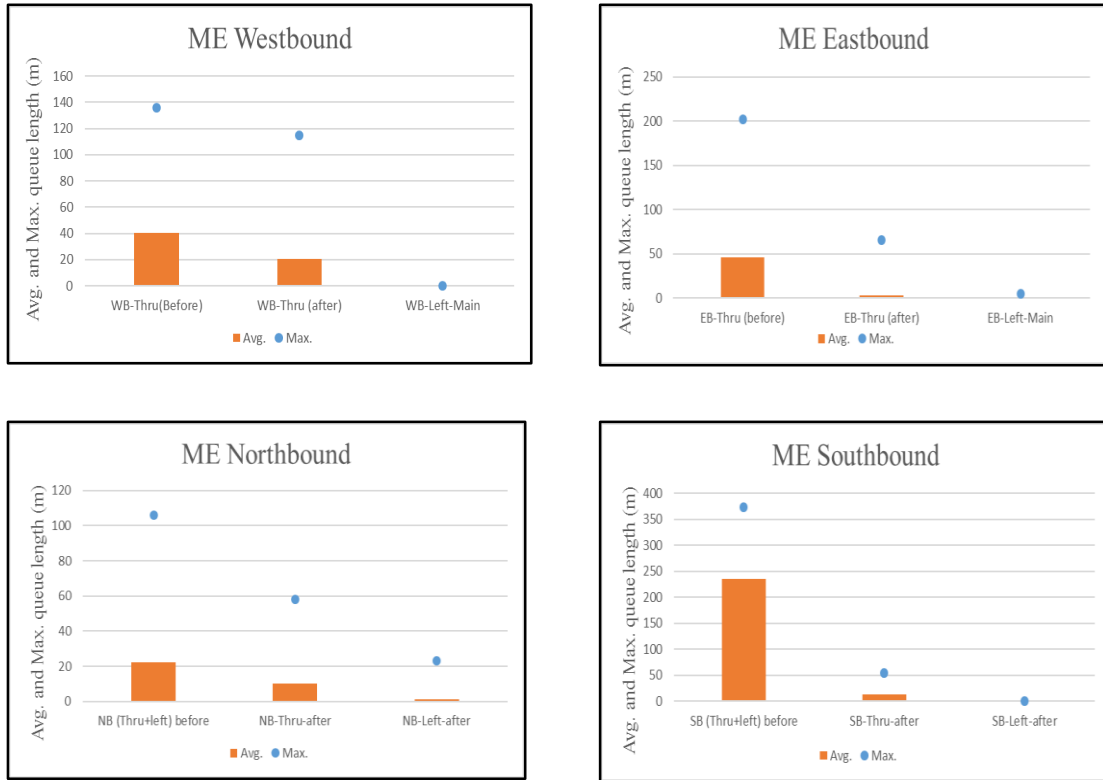 ME Westbound
Avg. and Max. queue length (m)
160
140
120
100
80
60
40
20
0
WB-Thru(Before) WB-Thru (after) WB-Left-Main
Avg. Max.
ME Eastbound
Avg. and Max. queue length (m)
250
200
150
100
50
0
EB-Thru (before) EB-Thru (after) EB-Left-Main
Avg. Max.
ME Northbound
Avg. and Max. queue length (m)
120
100
80
60
40
20
0
NB (Thru+left) before NB-Thru-after NB-Left-after
Avg. Max.
ME Southbound
Avg. and Max. queue length (m)
400
350
300
250
200
150
100
50
0
SB (Thru+left) before SB-Thru-after SB-Left-after
Avg. Max.